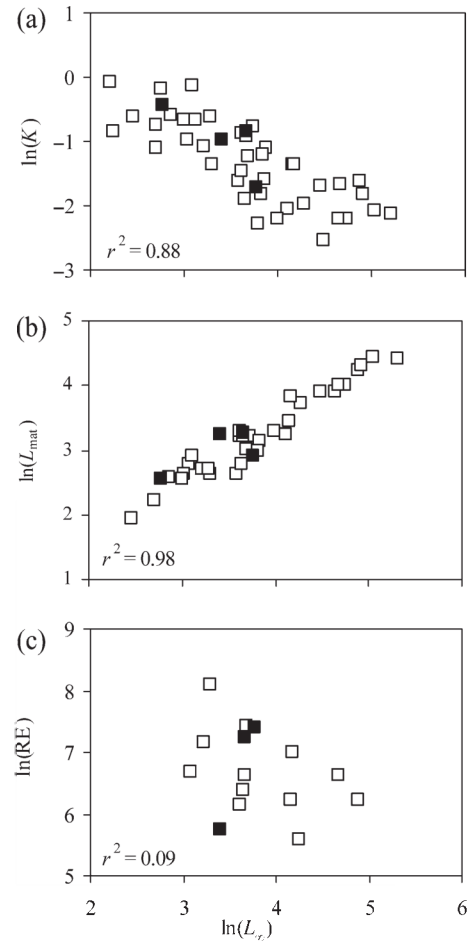 (a)
1
0
–1
–2
–3
ln(K)
r² = 0.88
(b)
5
4
3
2
1
ln(Lmat)
r² = 0.98
(c)
9
8
7
6
5
ln(RE)
r² = 0.09
2 3 4 5 6
ln(L∞)